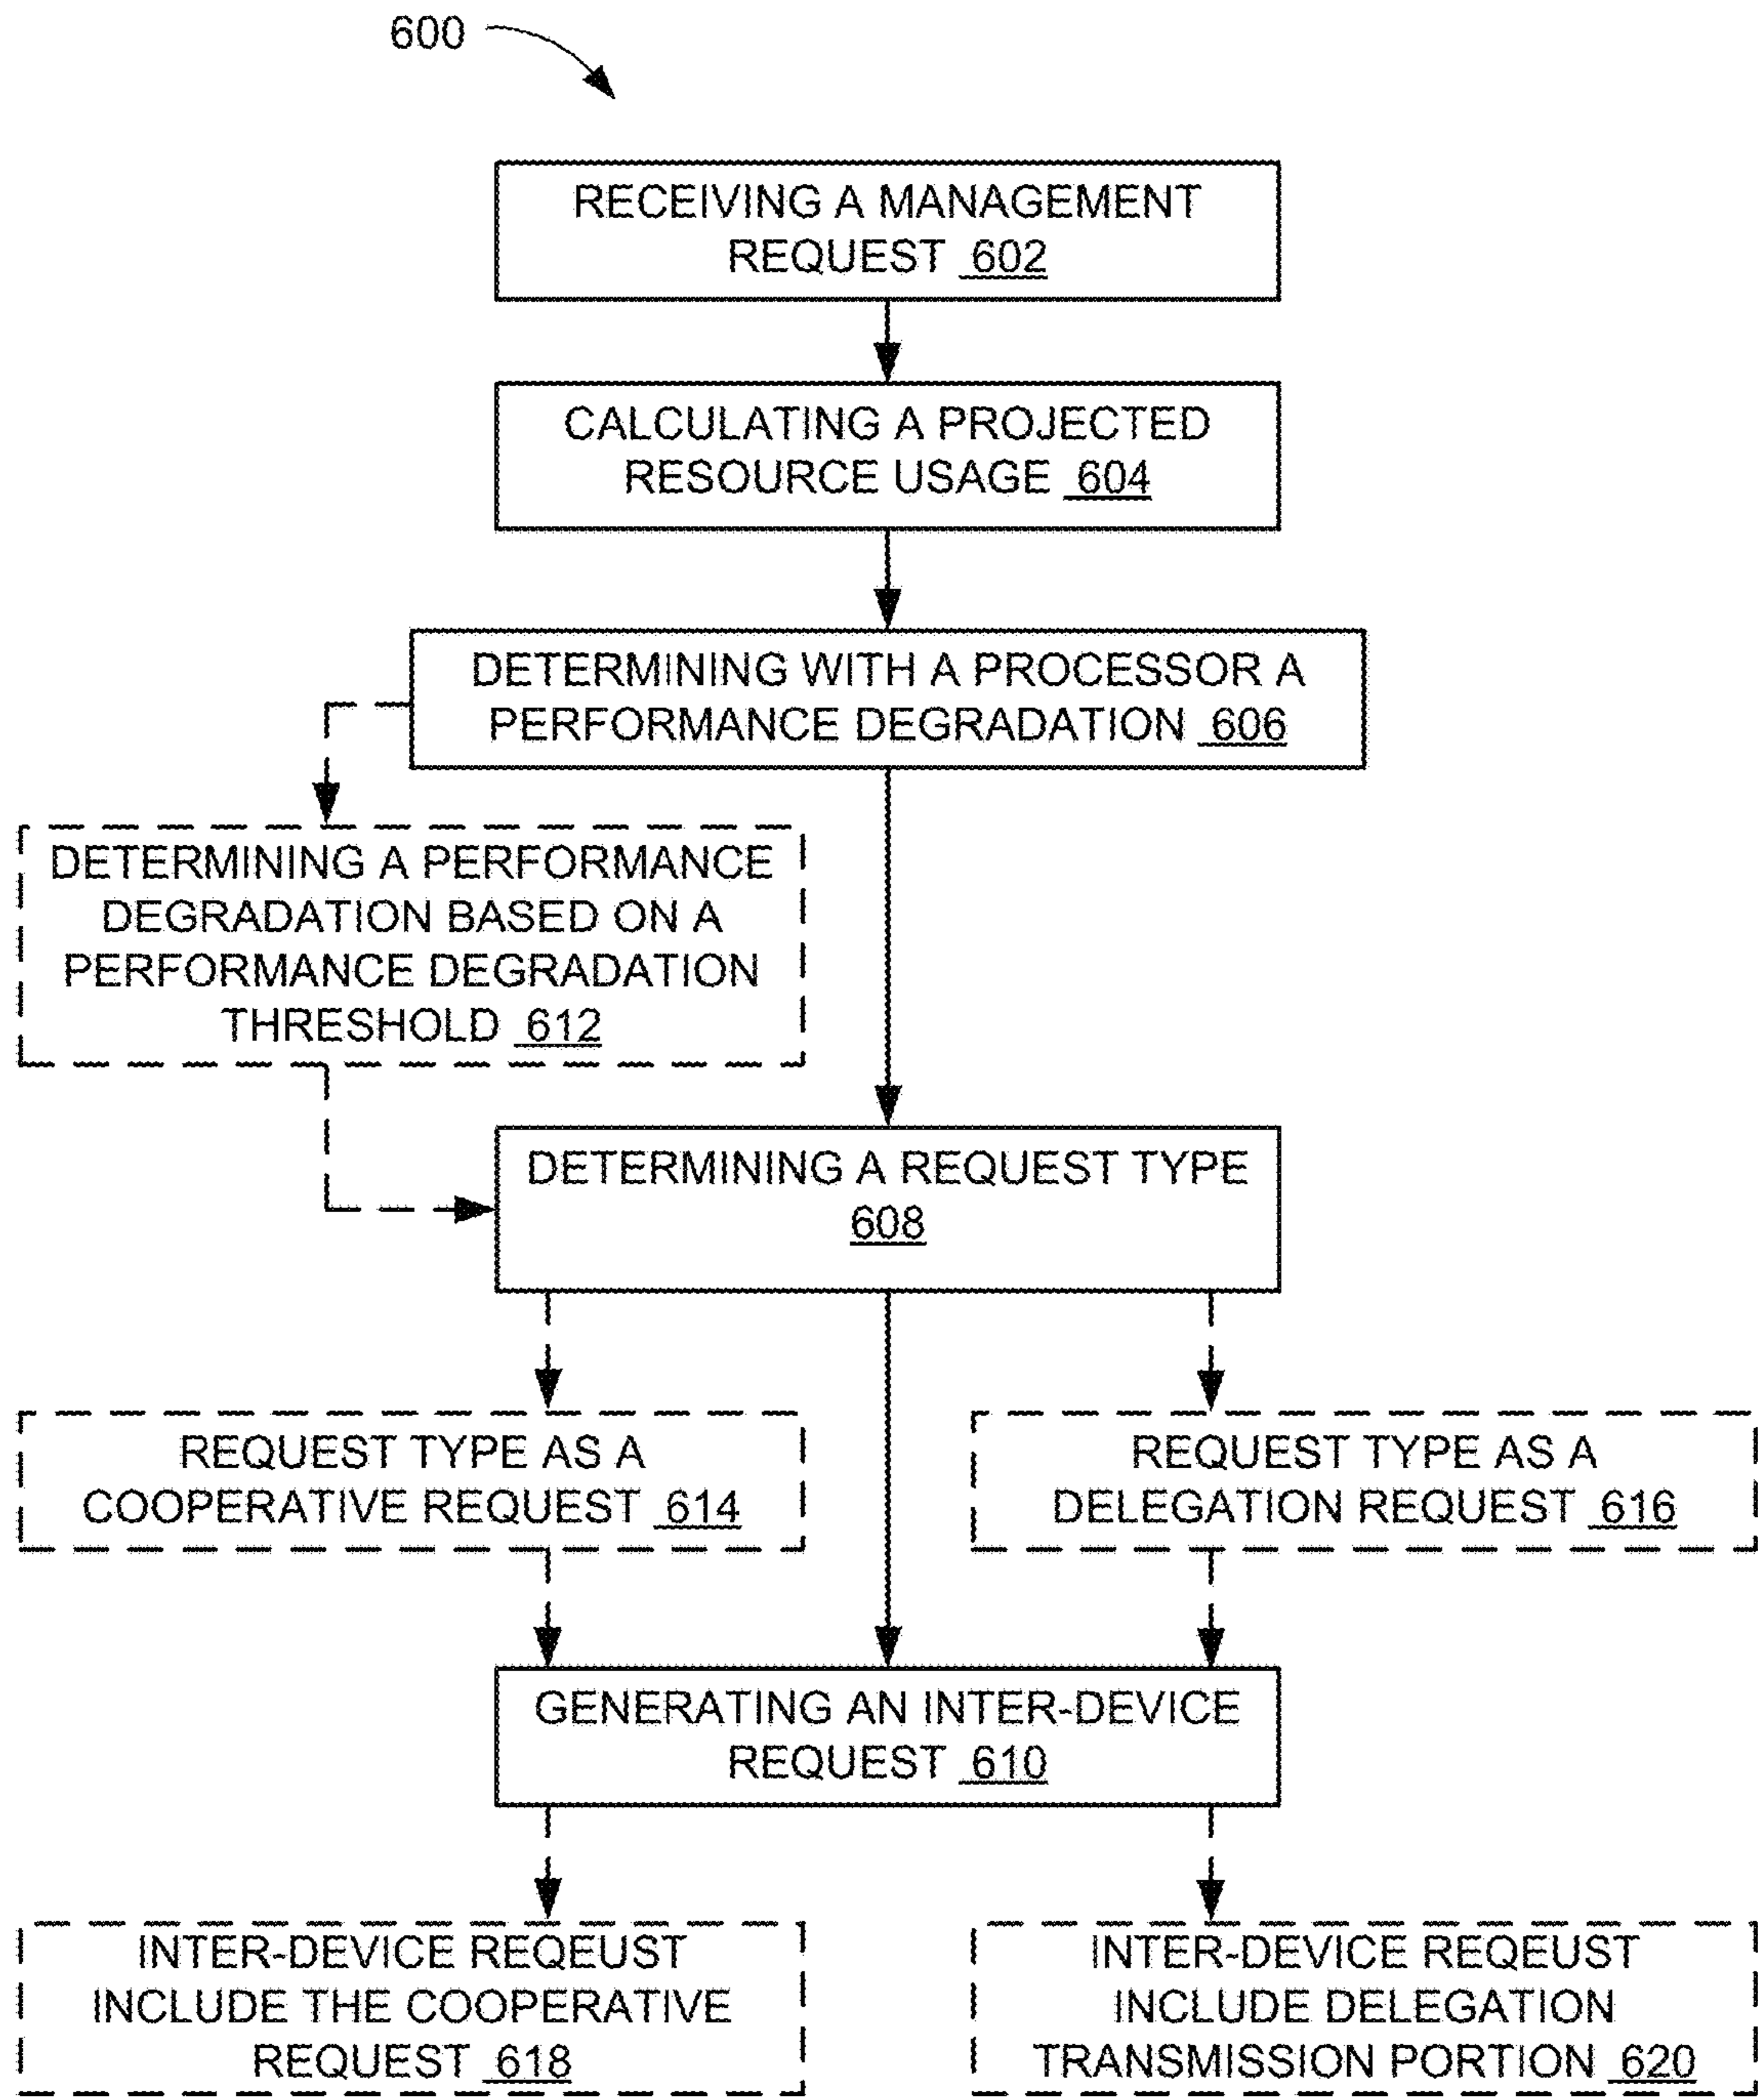 600
RECEIVING A MANAGEMENT
REQUEST 602
CALCULATING A PROJECTED
RESOURCE USAGE 604
DETERMINING WITH A PROCESSOR A
PERFORMANCE DEGRADATION 606
DETERMINING A PERFORMANCE
DEGRADATION BASED ON A
PERFORMANCE DEGRADATION
THRESHOLD 612
DETERMINING A REQUEST TYPE
608
REQUEST TYPE AS A
COOPERATIVE REQUEST 614
REQUEST TYPE AS A
DELEGATION REQUEST 616
GENERATING AN INTER-DEVICE
REQUEST 610
INTER-DEVICE REQEUST
INCLUDE THE COOPERATIVE
REQUEST 618
INTER-DEVICE REQEUST
INCLUDE DELEGATION
TRANSMISSION PORTION 620